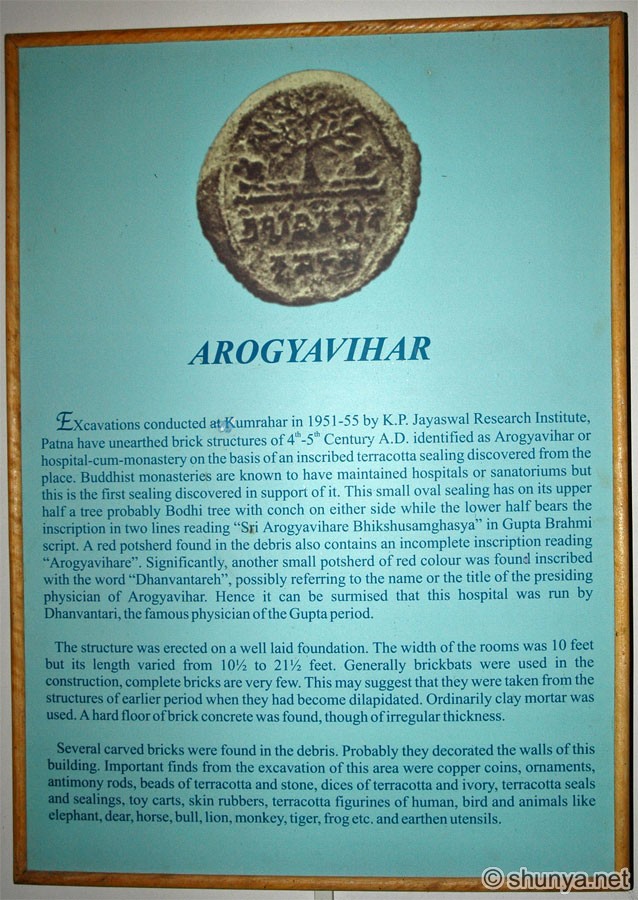 AROGYAVIHAR
EXcavations conducted at Kumrahar in 1951-55 by K.P. Jayaswal Research Institute,
Patna have unearthed brick structures of 4th-5th Century A.D. identified as Arogyavihar or
hospital-cum-monastery on the basis of an inscribed terracotta sealing discovered from the
place. Buddhist monasteries are known to have maintained hospitals or sanatoriums but
this is the first sealing discovered in support of it. This small oval sealing has on its upper
half a tree probably Bodhi tree with conch on either side while the lower half bears the
inscription in two lines reading “Sri Arogyavihare Bhikshusamghasya” in Gupta Brahmi
script. A red potsherd found in the debris also contains an incomplete inscription reading
“Arogyavihare”. Significantly, another small potsherd of red colour was found inscribed
with the word “Dhanvantareh”, possibly referring to the name or the title of the presiding
physician of Arogyavihar. Hence it can be surmised that this hospital was run by
Dhanvantari, the famous physician of the Gupta period.
The structure was erected on a well laid foundation. The width of the rooms was 10 feet
but its length varied from 10½ to 21½ feet. Generally brickbats were used in the
construction, complete bricks are very few. This may suggest that they were taken from the
structures of earlier period when they had become dilapidated. Ordinarily clay mortar was
used. A hard floor of brick concrete was found, though of irregular thickness.
Several carved bricks were found in the debris. Probably they decorated the walls of this
building. Important finds from the excavation of this area were copper coins, ornaments,
antimony rods, beads of terracotta and stone, dices of terracotta and ivory, terracotta seals
and sealings, toy carts, skin rubbers, terracotta figurines of human, bird and animals like
elephant, dear, horse, bull, lion, monkey, tiger, frog etc. and earthen utensils.
© shunya.net